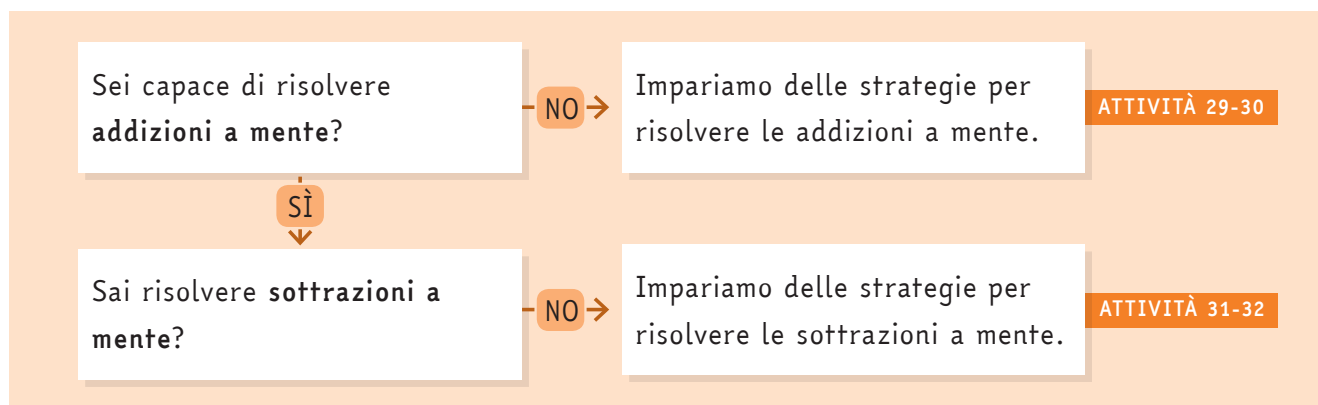 Sei capace di risolvere
addizioni a mente?
NO
Impariamo delle strategie per
risolvere le addizioni a mente.
ATTIVITÀ 29-30
SÌ
Sai risolvere sottrazioni a
mente?
NO
Impariamo delle strategie per
risolvere le sottrazioni a mente.
ATTIVITÀ 31-32